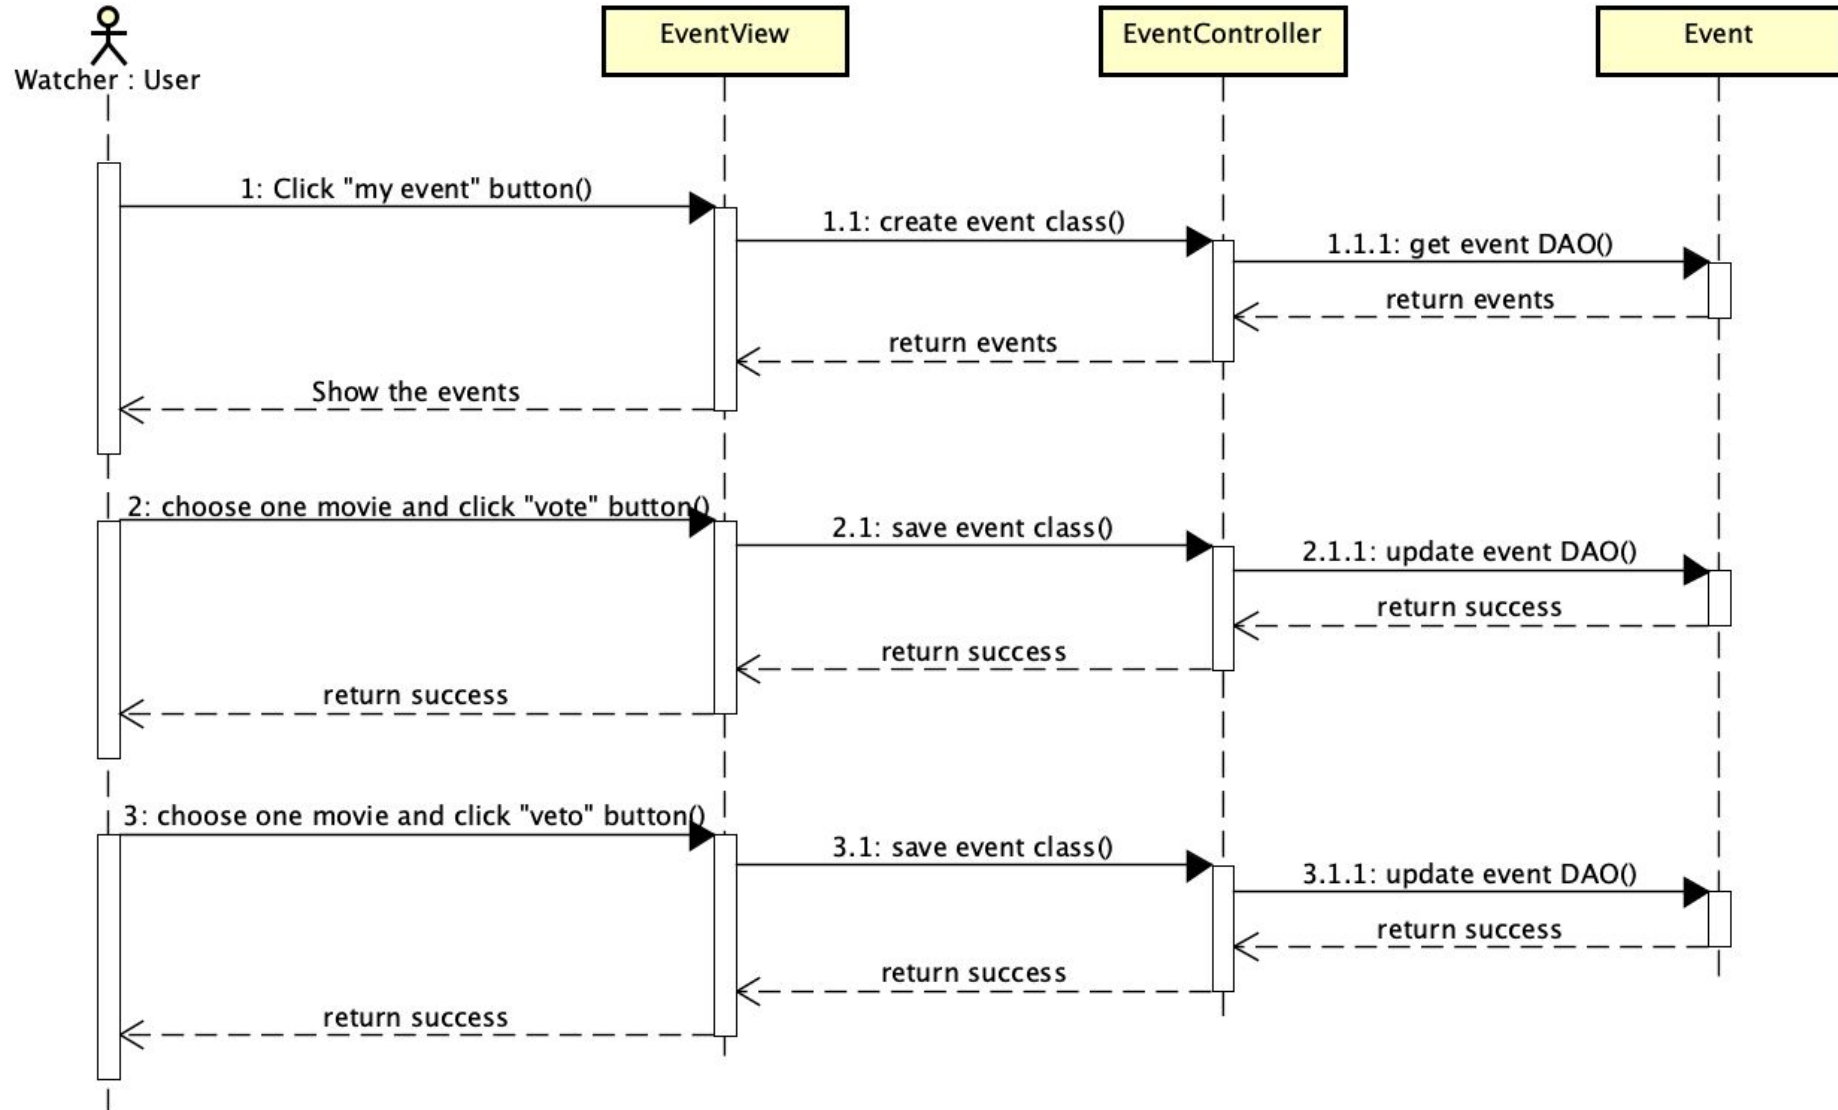 Watcher : User
EventView
EventController
Event
1: Click "my event" button()
1.1: create event class()
1.1.1: get event DAO()
return events
return events
Show the events
2: choose one movie and click "vote" button()
2.1: save event class()
2.1.1: update event DAO()
return success
return success
return success
3: choose one movie and click "veto" button()
3.1: save event class()
3.1.1: update event DAO()
return success
return success
return success